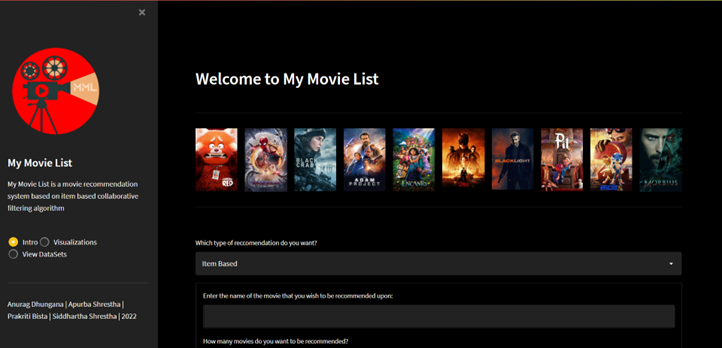 ×
MML
My Movie List
My Movie List is a movie recommendation
system based on item based collaborative
filtering algorithm
Intro
Visualizations
View DataSets
Anurag Dhungana | Apurba Shrestha |
Prakriti Bista | Siddhartha Shrestha | 2022
Welcome to My Movie List
RED
BLACK
CRAB
ADAM
PROJECT
ENCANTO
BLACKLIGHT
MORBIUS
Which type of reccomendation do you want?
Item Based
Enter the name of the movie that you wish to be recommended upon:
How many movies do you want to be recommended?